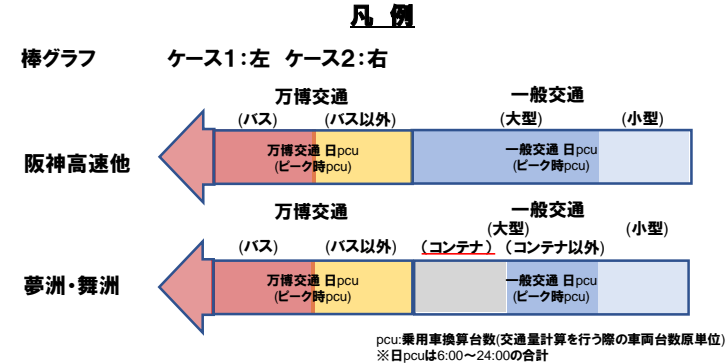 凡 例
棒グラフ ケース1:左 ケース2:右
万博交通 一般交通
(バス) (バス以外) (大型) (小型)
阪神高速他
万博交通 日pcu
(ピーク時pcu)
一般交通 日pcu
(ピーク時pcu)
万博交通 一般交通
(大型) (小型)
(バス) (バス以外) (コンテナ) (コンテナ以外)
夢洲・舞洲
万博交通 日pcu
(ピーク時pcu)
一般交通 日pcu
(ピーク時pcu)
pcu:乗用車換算台数(交通量計算を行う際の車両台数原単位)
※日pcuは6:00～24:00の合計